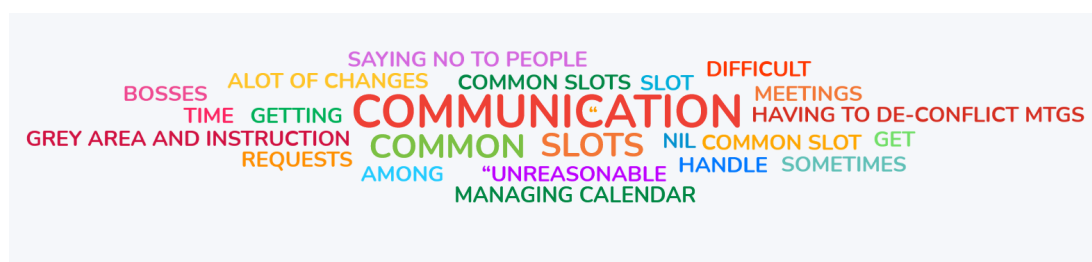 SAYING NO TO PEOPLE
DIFFICULT
ALOT OF CHANGES COMMON SLOTS SLOT
BOSSES MEETINGS
TIME GETTING COMMUNICATION “ HAVING TO DE-CONFLICT MTGS
GREY AREA AND INSTRUCTION COMMON SLOTS NIL COMMON SLOT GET
REQUESTS HANDLE SOMETIMES
AMONG “UNREASONABLE
MANAGING CALENDAR